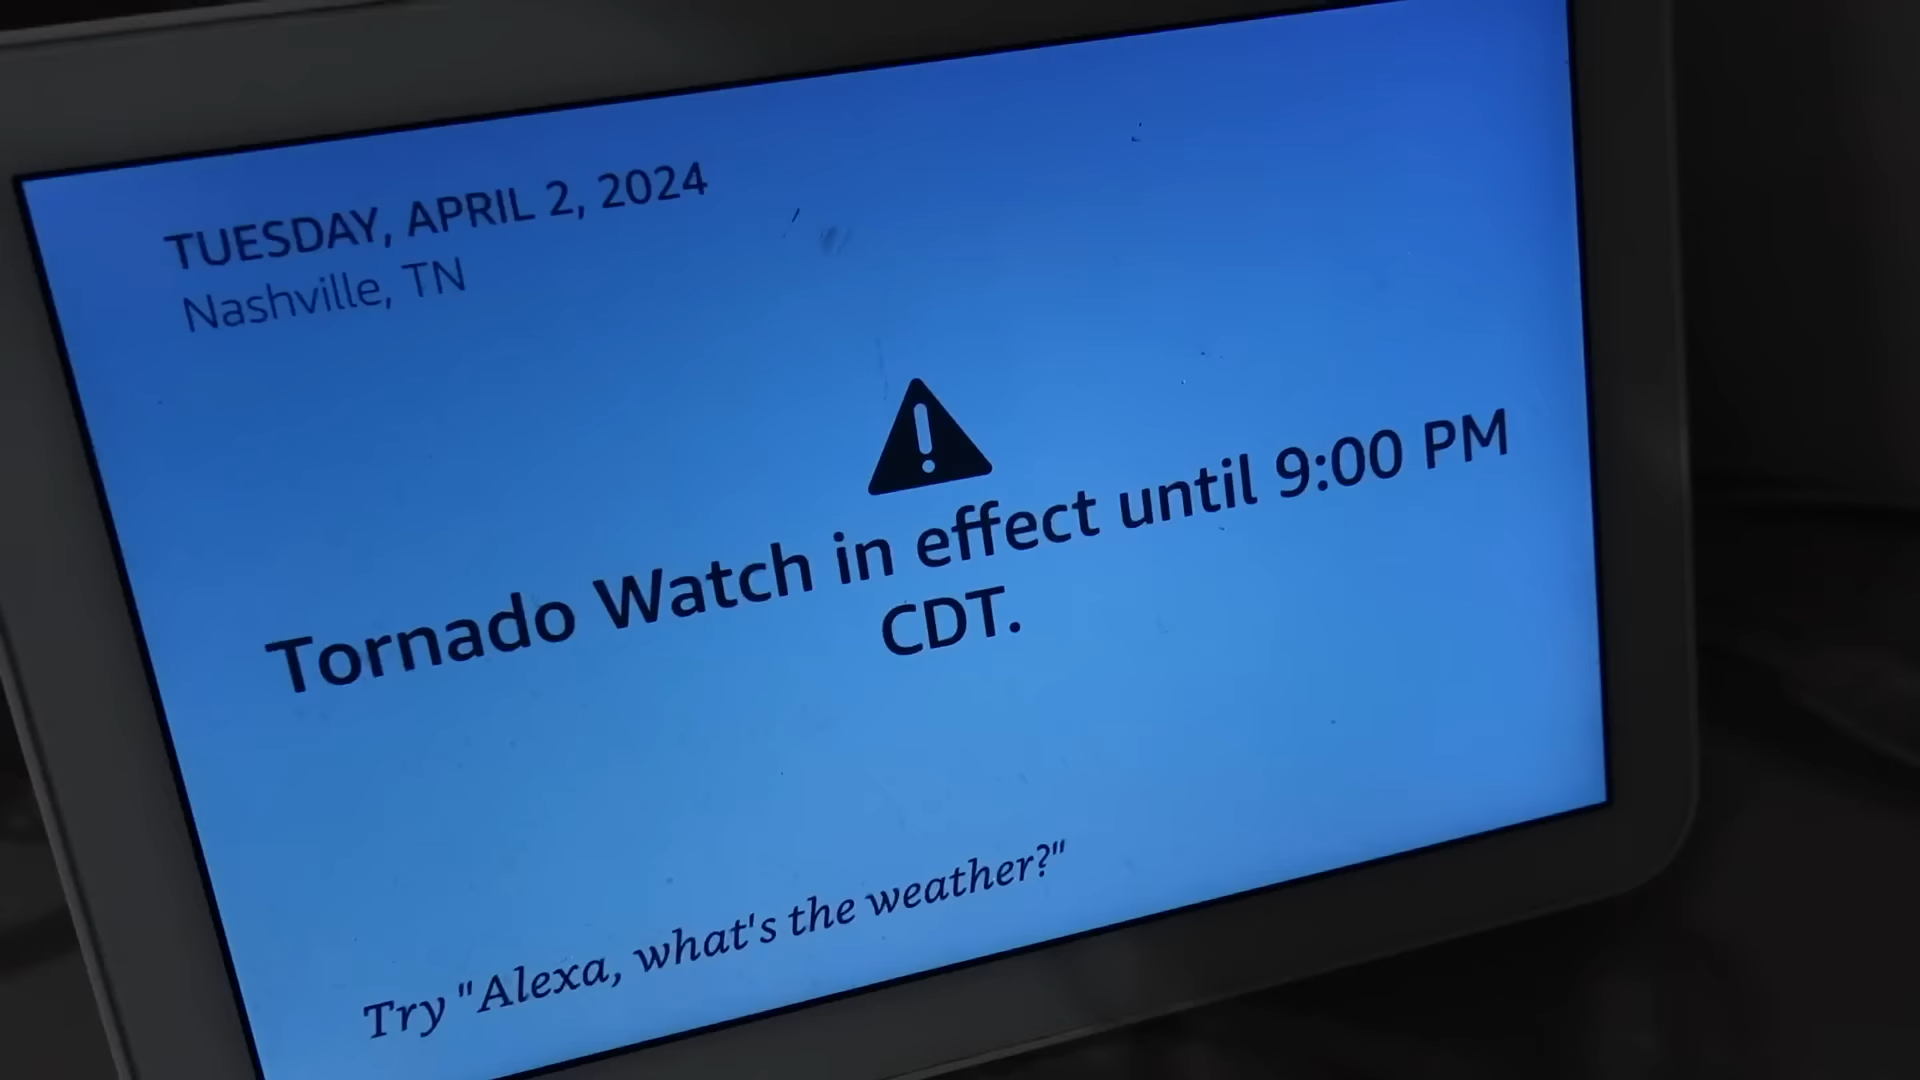 TUESDAY, APRIL 2, 2024
Nashville, TN
Tornado Watch in effect until 9:00 PM
CDT.
Try "Alexa, what's the weather?"